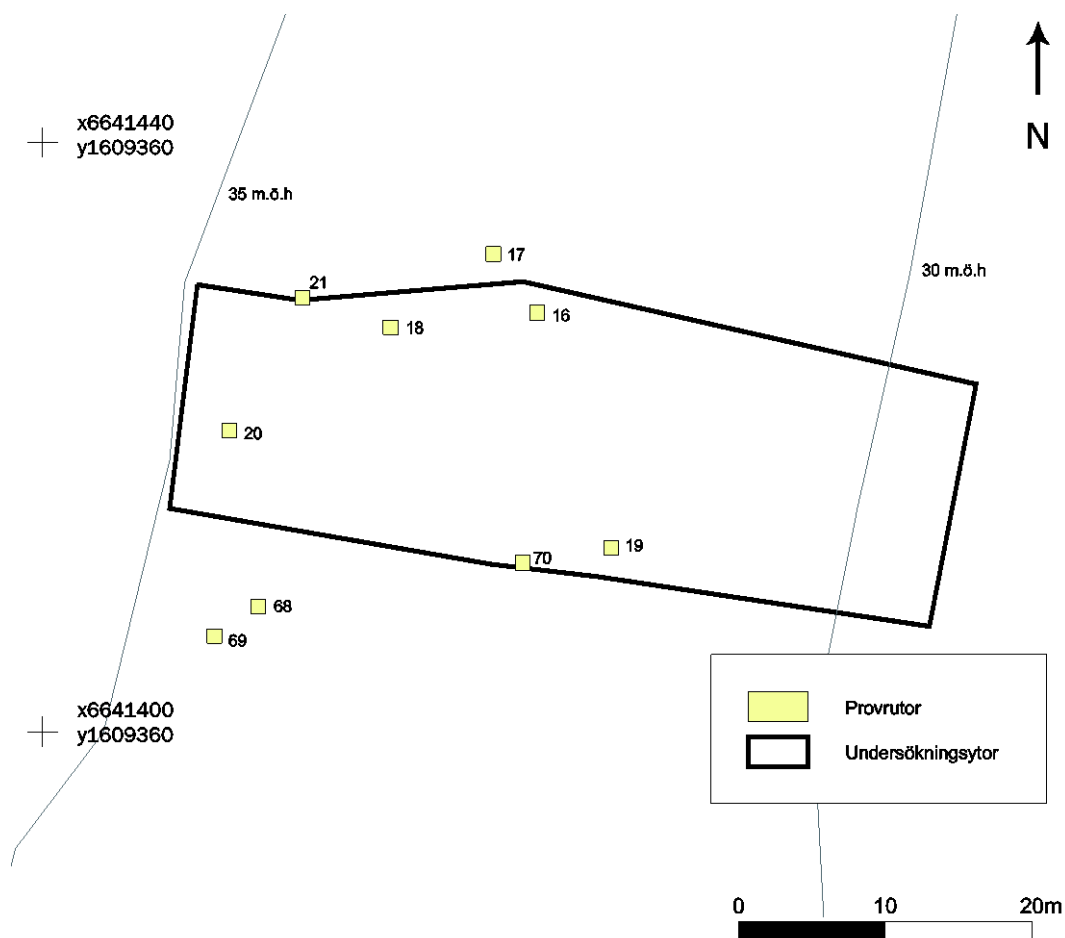 x6641440
y1609360
N
35 m.ö.h
17
30 m.ö.h
21
16
18
20
19
70
68
69
x6641400
y1609360
Provrutor
Undersökningsytor
0 10 20m